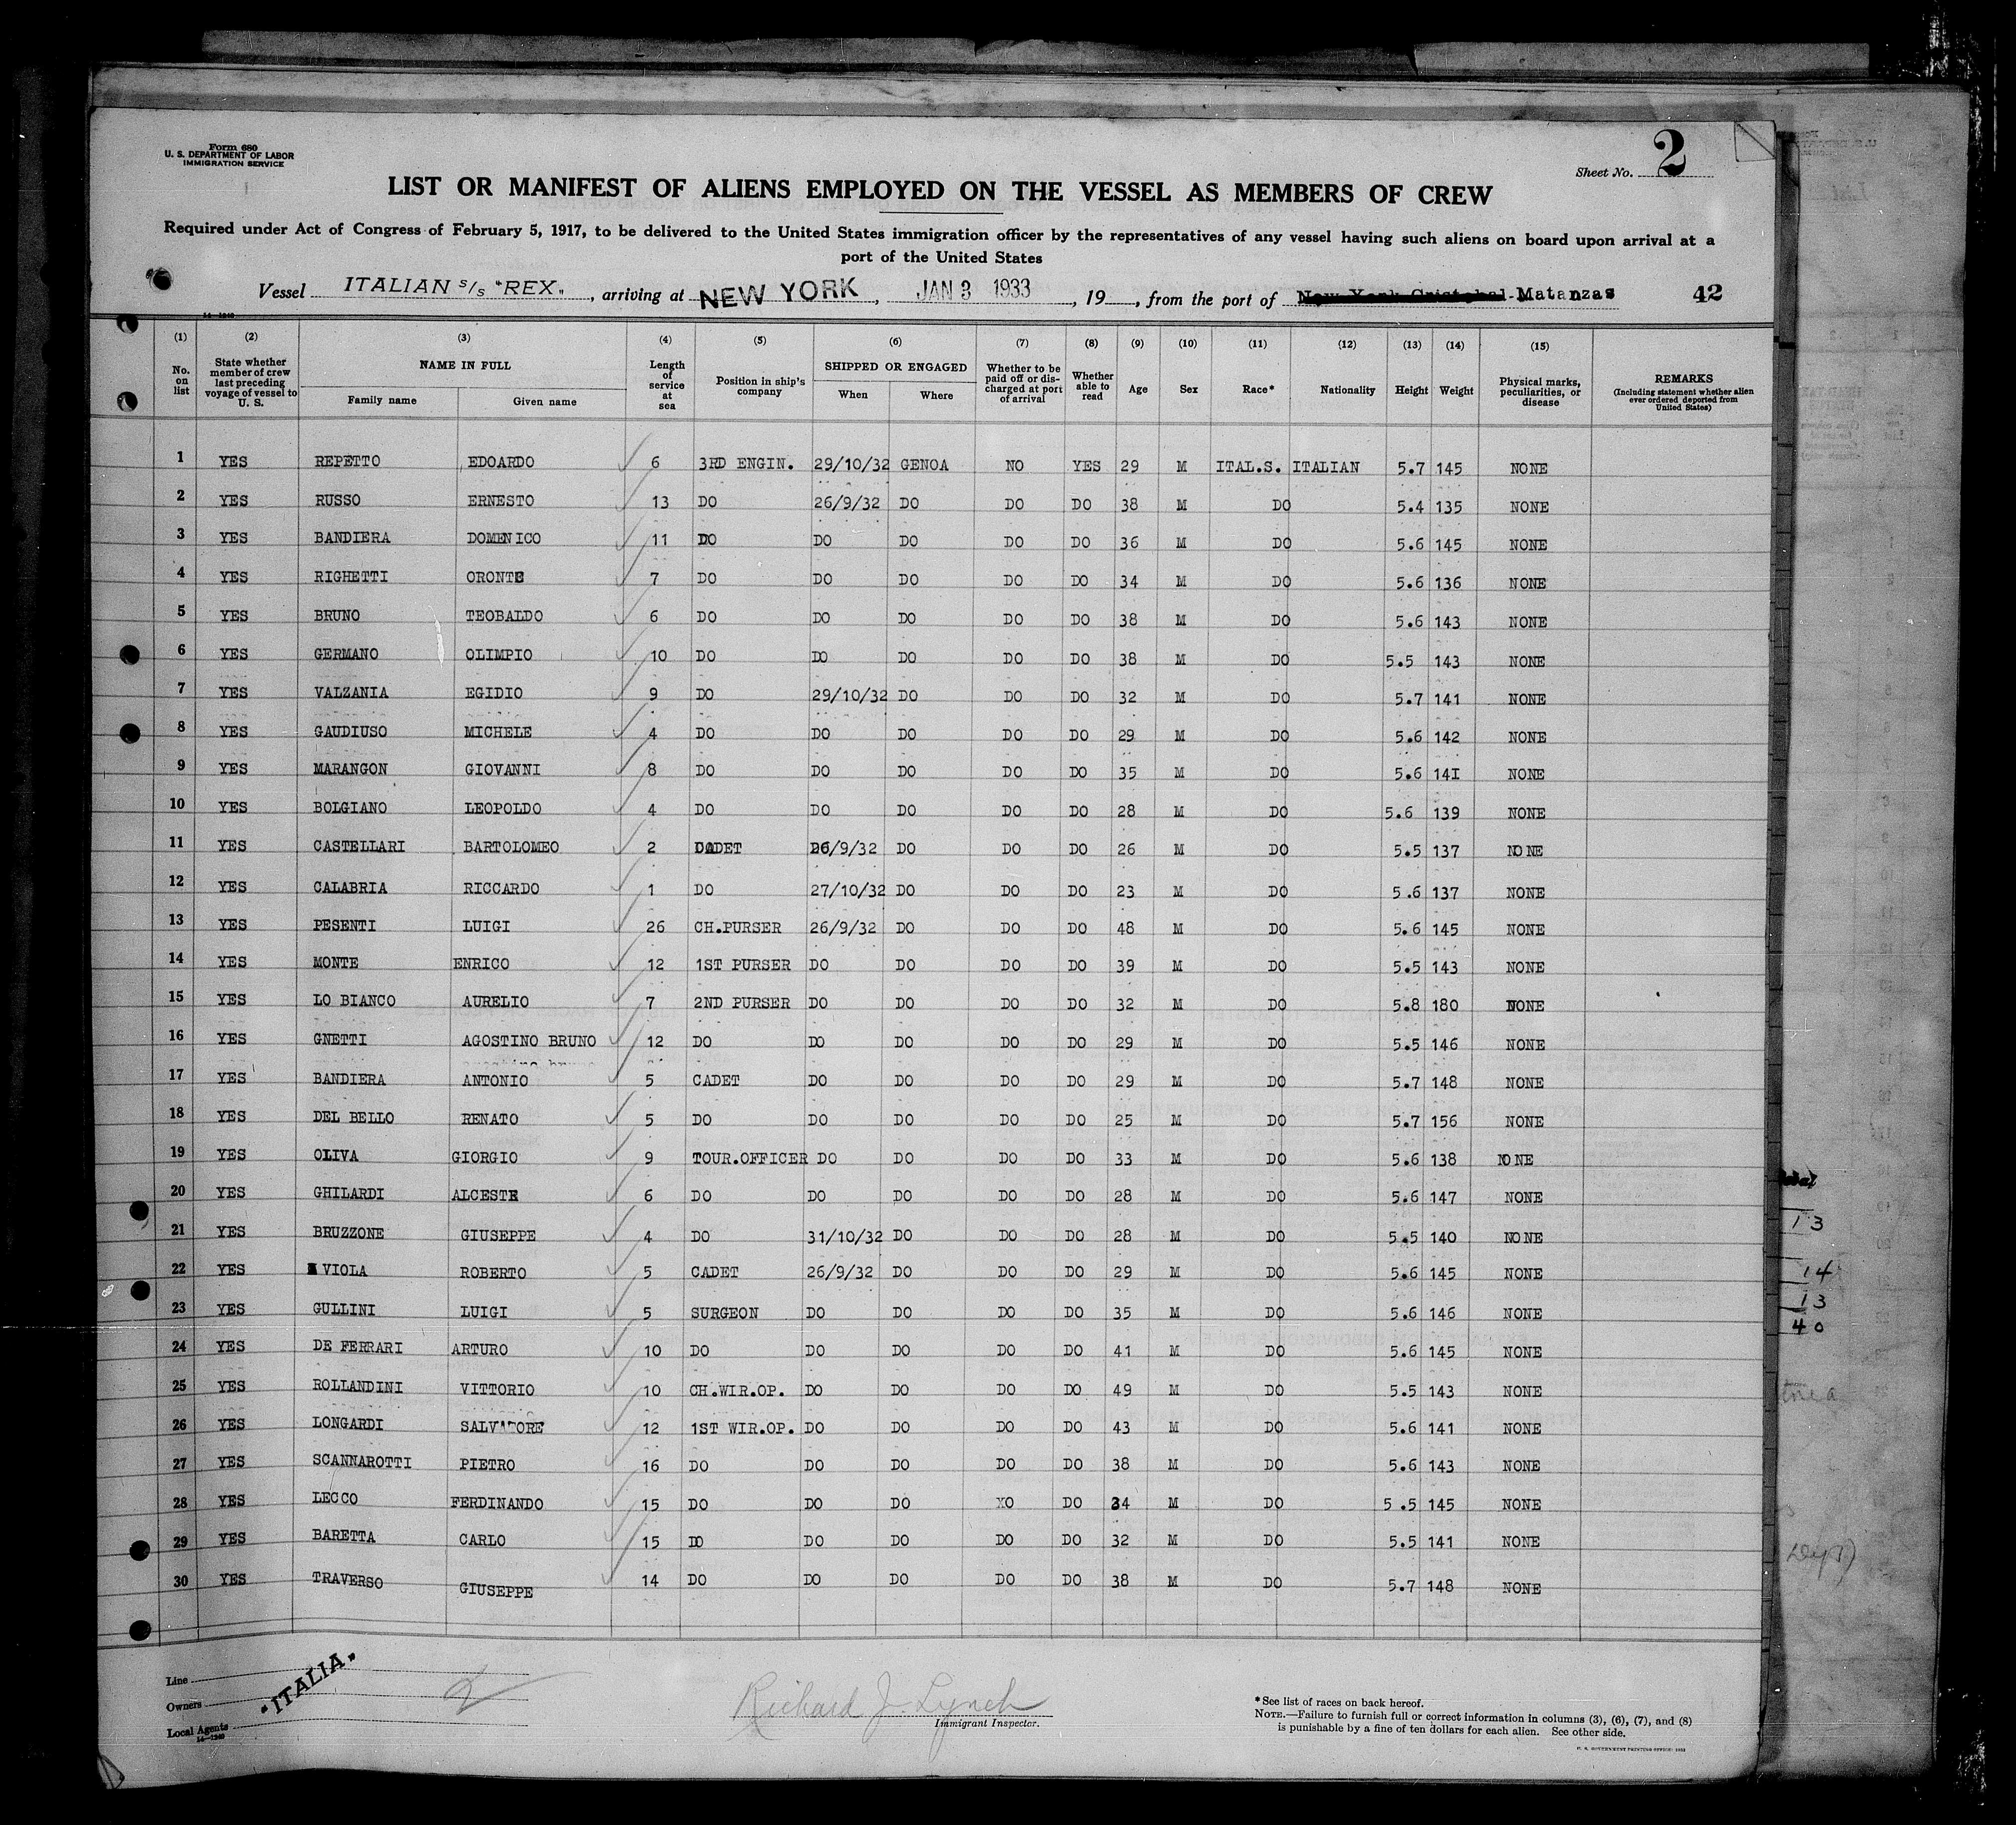 Form 680
U. S. DEPARTMENT OF LABOR
IMMIGRATION SERVICE
Sheet No. 2
LIST OR MANIFEST OF ALIENS EMPLOYED ON THE VESSEL AS MEMBERS OF CREW
Required under Act of Congress of February 5, 1917, to be delivered to the United States immigration officer by the representatives of any vessel having such aliens on board upon arrival at a
port of the United States
Vessel ITALIAN S/S "REX", arriving at NEW YORK, JAN 3 1933, 19 , from the port of New York Cristobal-Matanzas 42
14—1240
(1) (2) (3) (4) (5) (6) (7) (8) (9) (10) (11) (12) (13) (14) (15)
No. on list State whether member of crew last preceding voyage of vessel to U. S. NAME IN FULL Family name Given name Length of service at sea Position in ship's company SHIPPED OR ENGAGED When Where Whether to be paid off or discharged at port of arrival Whether able to read Age Sex Race* Nationality Height Weight Physical marks, peculiarities, or disease REMARKS (Including statement whether alien ever ordered deported from United States)
1 YES REPETTO EDOARDO 6 3RD ENGIN. 29/10/32 GENOA NO YES 29 M ITAL.S. ITALIAN 5.7 145 NONE
2 YES RUSSO ERNESTO 13 DO 26/9/32 DO DO DO 38 M DO 5.4 135 NONE
3 YES BANDIERA DOMENICO 11 DO DO DO DO DO 36 M DO 5.6 145 NONE
4 YES RIGHETTI ORONTE 7 DO DO DO DO DO 34 M DO 5.6 136 NONE
5 YES BRUNO TEOBALDO 6 DO DO DO DO DO 38 M DO 5.6 143 NONE
6 YES GERMANO OLIMPIO 10 DO DO DO DO DO 38 M DO 5.5 143 NONE
7 YES VALZANIA EGIDIO 9 DO 29/10/32 DO DO DO 32 M DO 5.7 141 NONE
8 YES GAUDIUSO MICHELE 4 DO DO DO DO DO 29 M DO 5.6 142 NONE
9 YES MARANGON GIOVANNI 8 DO DO DO DO DO 35 M DO 5.6 14I NONE
10 YES BOLGIANO LEOPOLDO 4 DO DO DO DO DO 28 M DO 5.6 139 NONE
11 YES CASTELLARI BARTOLOMEO 2 CADET 26/9/32 DO DO DO 26 M DO 5.5 137 NONE
12 YES CALABRIA RICCARDO 1 DO 27/10/32 DO DO DO 23 M DO 5.6 137 NONE
13 YES PESENTI LUIGI 26 CH.PURSER 26/9/32 DO DO DO 48 M DO 5.6 145 NONE
14 YES MONTE ENRICO 12 1ST PURSER DO DO DO DO 39 M DO 5.5 143 NONE
15 YES LO BIANCO AURELIO 7 2ND PURSER DO DO DO DO 32 M DO 5.8 180 NONE
16 YES GNETTI AGOSTINO BRUNO 12 DO DO DO DO DO 29 M DO 5.5 146 NONE
17 YES BANDIERA ANTONIO 5 CADET DO DO DO DO 29 M DO 5.7 148 NONE
18 YES DEL BELLO RENATO 5 DO DO DO DO DO 25 M DO 5.7 156 NONE
19 YES OLIVA GIORGIO 9 TOUR.OFFICER DO DO DO DO 33 M DO 5.6 138 NONE
20 YES GHILARDI ALCESTE 6 DO DO DO DO DO 28 M DO 5.6 147 NONE
21 YES BRUZZONE GIUSEPPE 4 DO 31/10/32 DO DO DO 28 M DO 5.5 140 NONE
22 YES VIOLA ROBERTO 5 CADET 26/9/32 DO DO DO 29 M DO 5.6 145 NONE
23 YES GULLINI LUIGI 5 SURGEON DO DO DO DO 35 M DO 5.6 146 NONE
24 YES DE FERRARI ARTURO 10 DO DO DO DO DO 41 M DO 5.6 145 NONE
25 YES ROLLANDINI VITTORIO 10 CH.WIR.OP. DO DO DO DO 49 M DO 5.5 143 NONE
26 YES LONGARDI SALVATORE 12 1ST WIR.OP. DO DO DO DO 43 M DO 5.6 141 NONE
27 YES SCANNAROTTI PIETRO 16 DO DO DO DO DO 38 M DO 5.6 143 NONE
28 YES LECCO FERDINANDO 15 DO DO DO XO DO 34 M DO 5.5 145 NONE
29 YES BARETTA CARLO 15 DO DO DO DO DO 32 M DO 5.5 141 NONE
30 YES TRAVERSO GIUSEPPE 14 DO DO DO DO DO 38 M DO 5.7 148 NONE
13
14
13
40
Line
Owners "ITALIA"
Local Agents
14—1240
2
Richard J. Lynch
Immigrant Inspector.
*See list of races on back hereof.
NOTE.—Failure to furnish full or correct information in columns (3), (6), (7), and (8)
is punishable by a fine of ten dollars for each alien. See other side.
U. S. GOVERNMENT PRINTING OFFICE: 1932